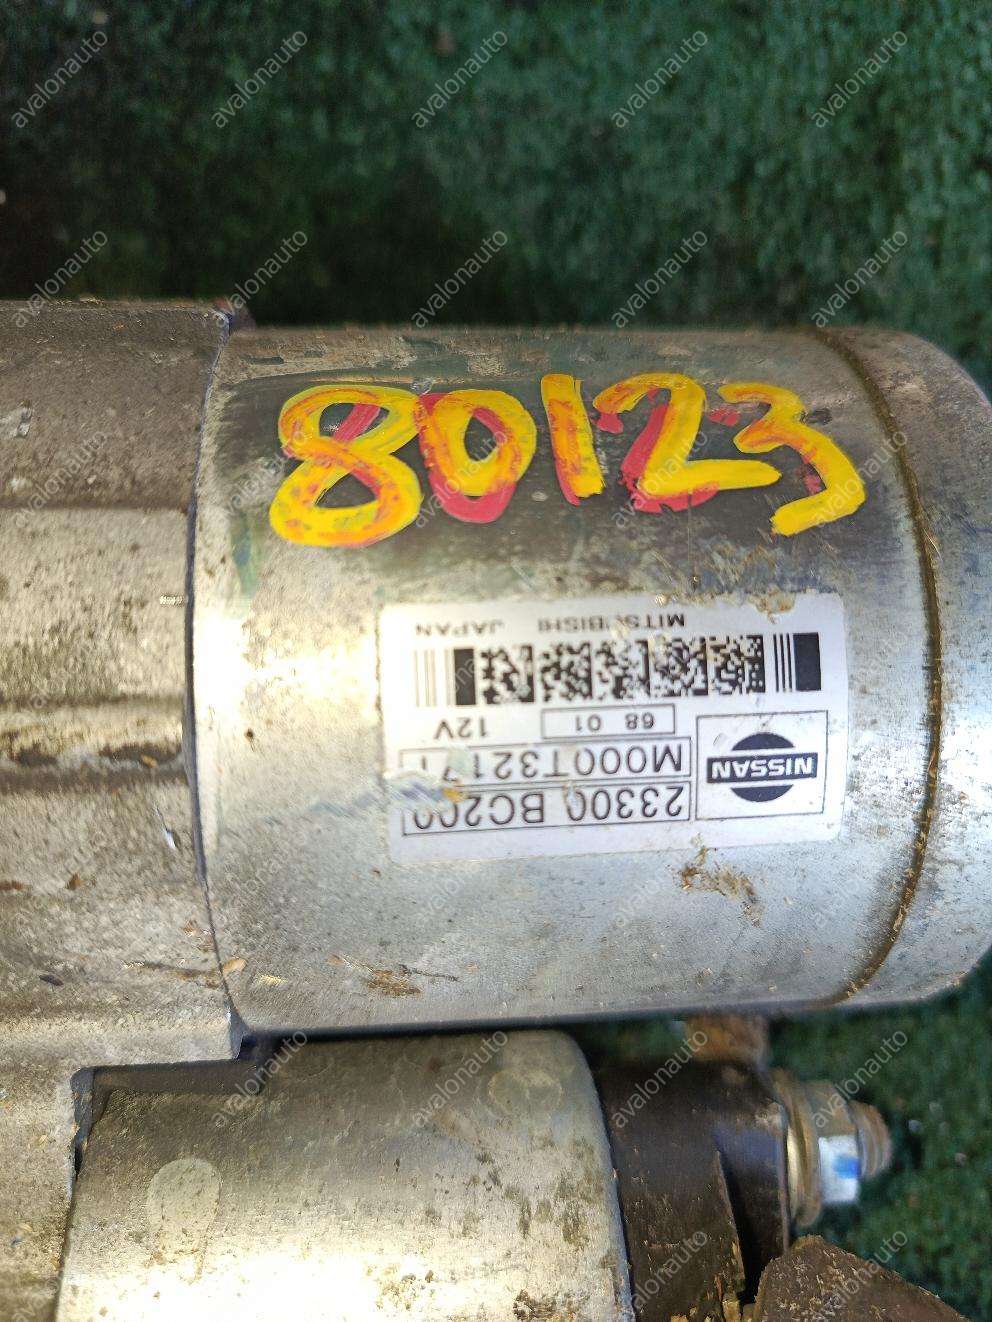 80123
23300 BC200
M000T32171
NISSAN
68 01
12V
MITSUBISHI
JAPAN
avalonauto